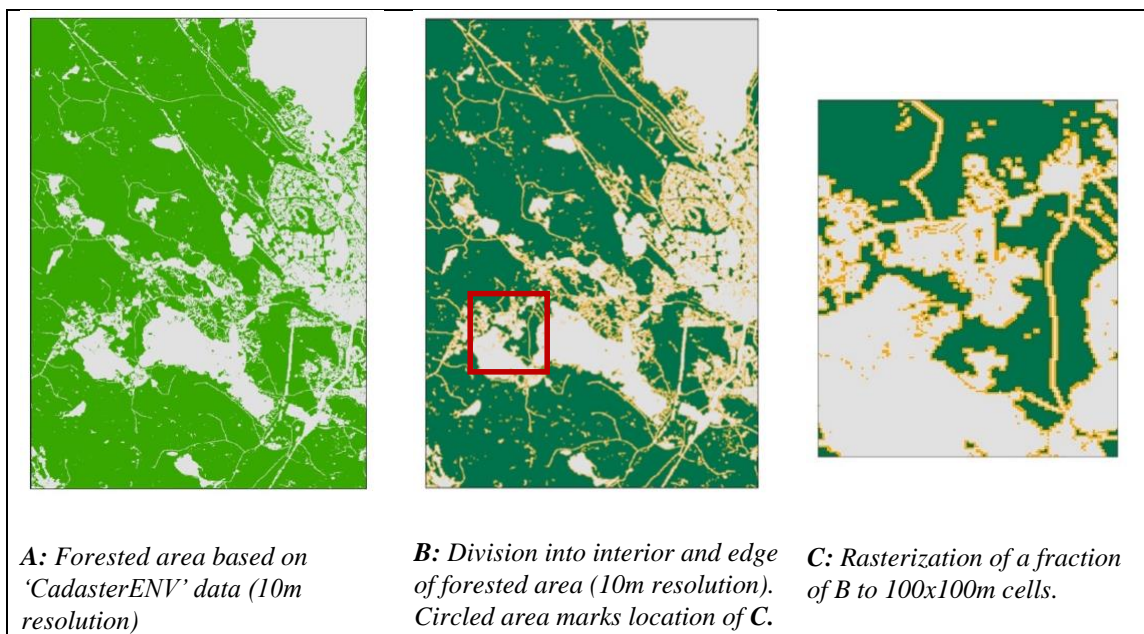 A: Forested area based on
‘CadasterENV’ data (10m
resolution)
B: Division into interior and edge
of forested area (10m resolution).
Circled area marks location of C.
C: Rasterization of a fraction
of B to 100x100m cells.